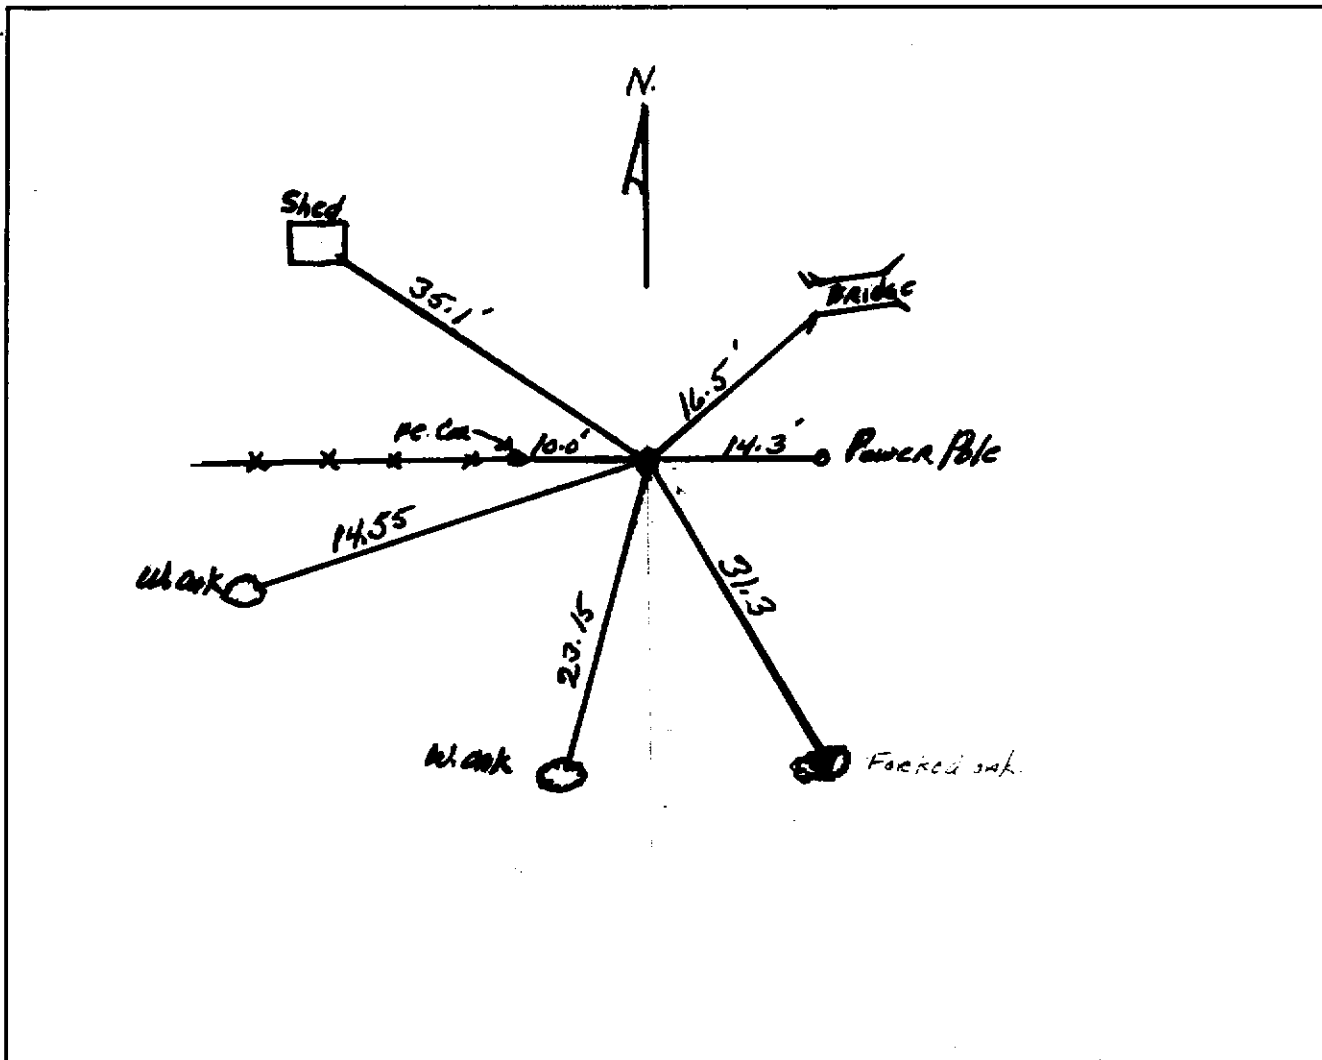 N.
Shed
35.1'
BRIDGE
16.5'
10.0'
14.3'
Power Pole
14.55
W. oak
31.3
23.15
W. oak
Forked oak.